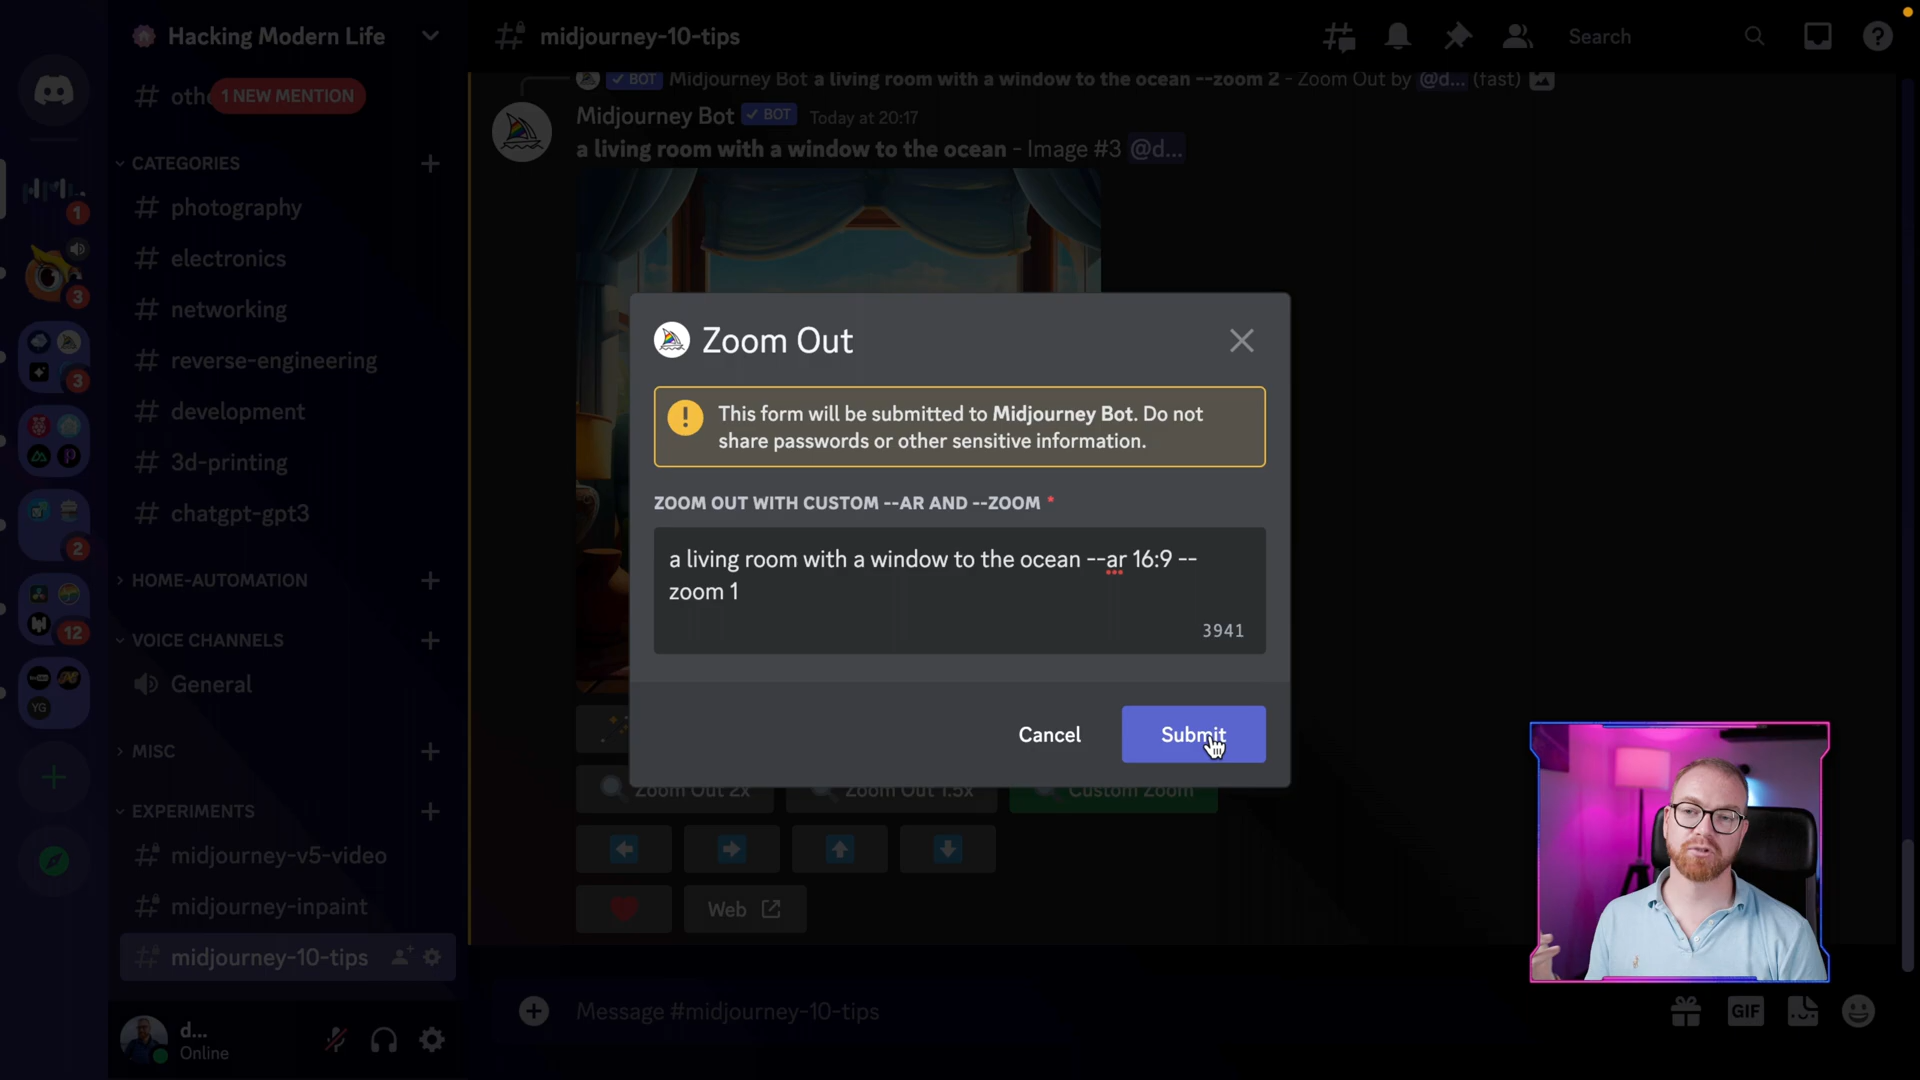 Hacking Modern Life
oth
1 NEW MENTION
CATEGORIES
photography
electronics
networking
reverse-engineering
development
3d-printing
chatgpt-gpt3
HOME-AUTOMATION
VOICE CHANNELS
General
MISC
EXPERIMENTS
midjourney-v5-video
midjourney-inpaint
midjourney-10-tips
d...
Online
1
3
3
2
12
YG
midjourney-10-tips
Search
BOT Midjourney Bot a living room with a window to the ocean --zoom 2 - Zoom Out by @d... (fast)
Midjourney Bot BOT Today at 20:17
a living room with a window to the ocean - Image #3 @d...
Zoom Out
This form will be submitted to Midjourney Bot. Do not
share passwords or other sensitive information.
ZOOM OUT WITH CUSTOM --AR AND --ZOOM *
a living room with a window to the ocean --ar 16:9 --
zoom 1
3941
Cancel
Submit
Zoom Out 2x
Zoom Out 1.5x
Custom Zoom
Web
Message #midjourney-10-tips
GIF